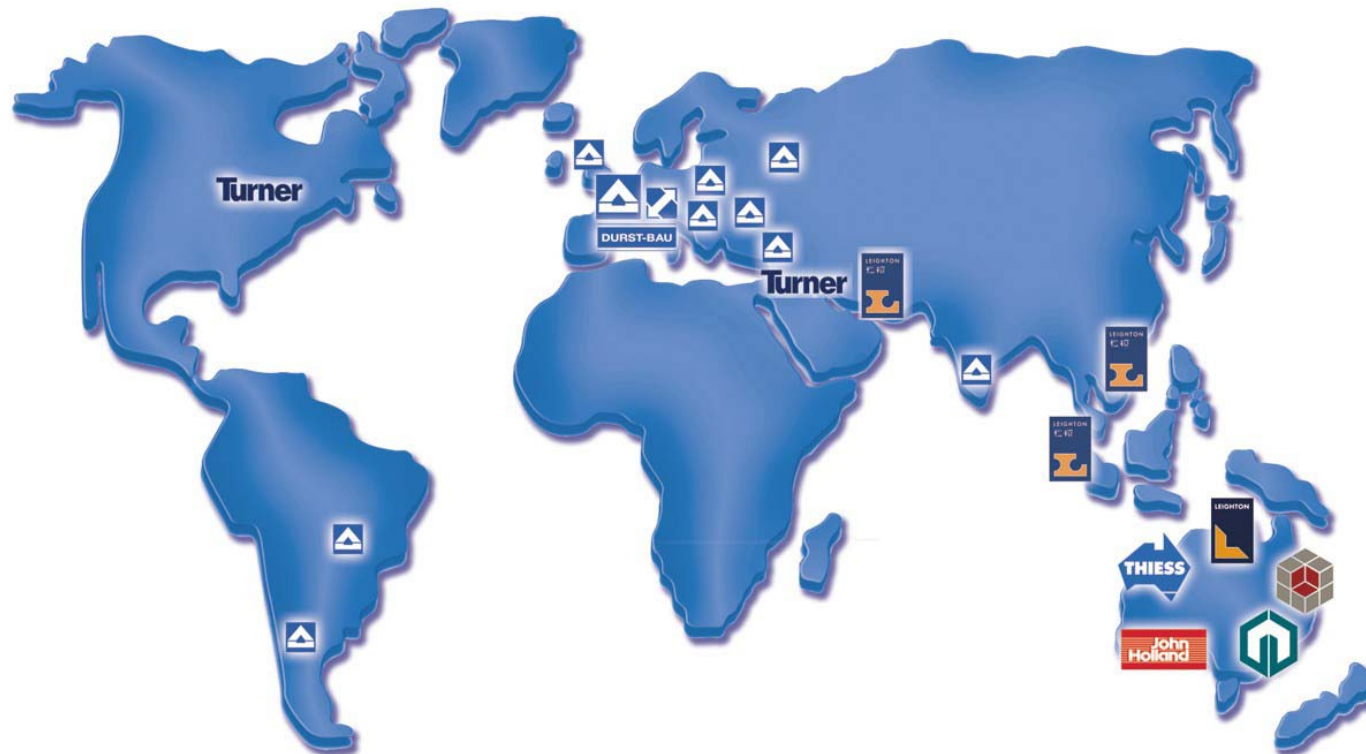 Turner
DURST-BAU
Turner
LEIGHTON
LEIGHTON
LEIGHTON
LEIGHTON
THIESS
John
Holland